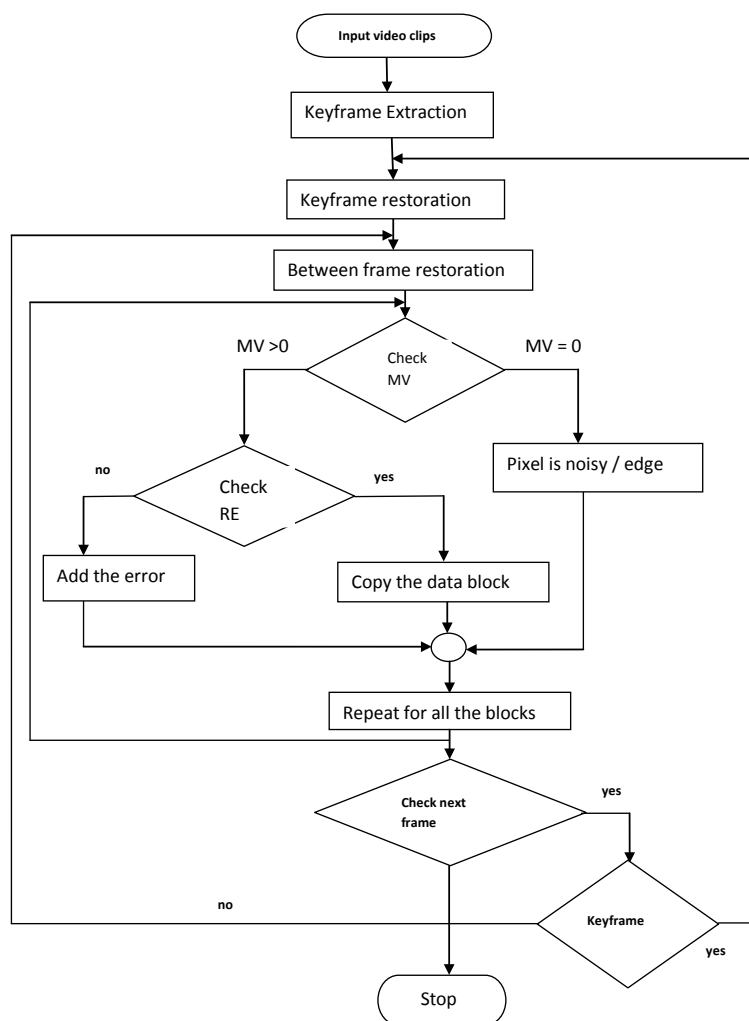 Input video clips
Keyframe Extraction
Keyframe restoration
Between frame restoration
MV >0
MV = 0
Check
MV
no
yes
Pixel is noisy / edge
Check
RE
Add the error
Copy the data block
Repeat for all the blocks
yes
Check next
frame
no
Keyframe
yes
Stop